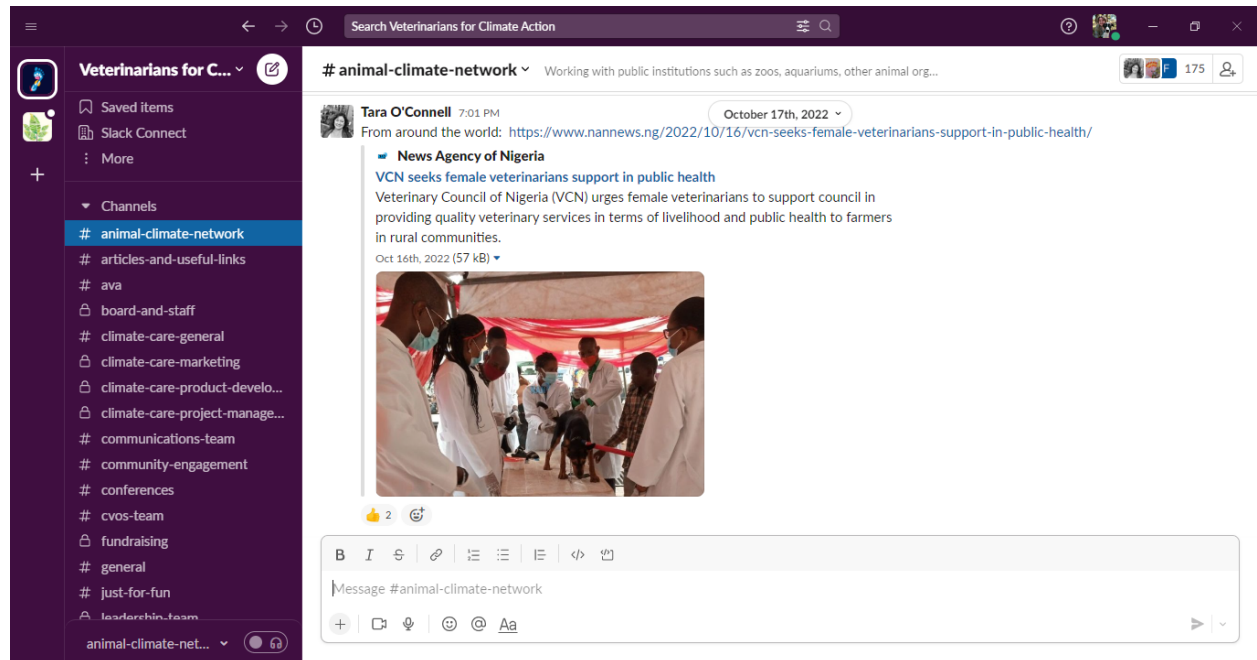 Search Veterinarians for Climate Action
Veterinarians for C...
Saved items
Slack Connect
More
Channels
# animal-climate-network
# articles-and-useful-links
# ava
board-and-staff
# climate-care-general
climate-care-marketing
climate-care-product-develo...
climate-care-project-manage...
# communications-team
# community-engagement
# conferences
# cvos-team
fundraising
# general
# just-for-fun
leadership-team
animal-climate-net...
# animal-climate-network
Working with public institutions such as zoos, aquariums, other animal org...
F
175
October 17th, 2022
Tara O'Connell 7:01 PM
From around the world: https://www.nannews.ng/2022/10/16/vcn-seeks-female-veterinarians-support-in-public-health/
News Agency of Nigeria
VCN seeks female veterinarians support in public health
Veterinary Council of Nigeria (VCN) urges female veterinarians to support council in
providing quality veterinary services in terms of livelihood and public health to farmers
in rural communities.
Oct 16th, 2022 (57 kB)
2
B I S
Message #animal-climate-network
@ Aa